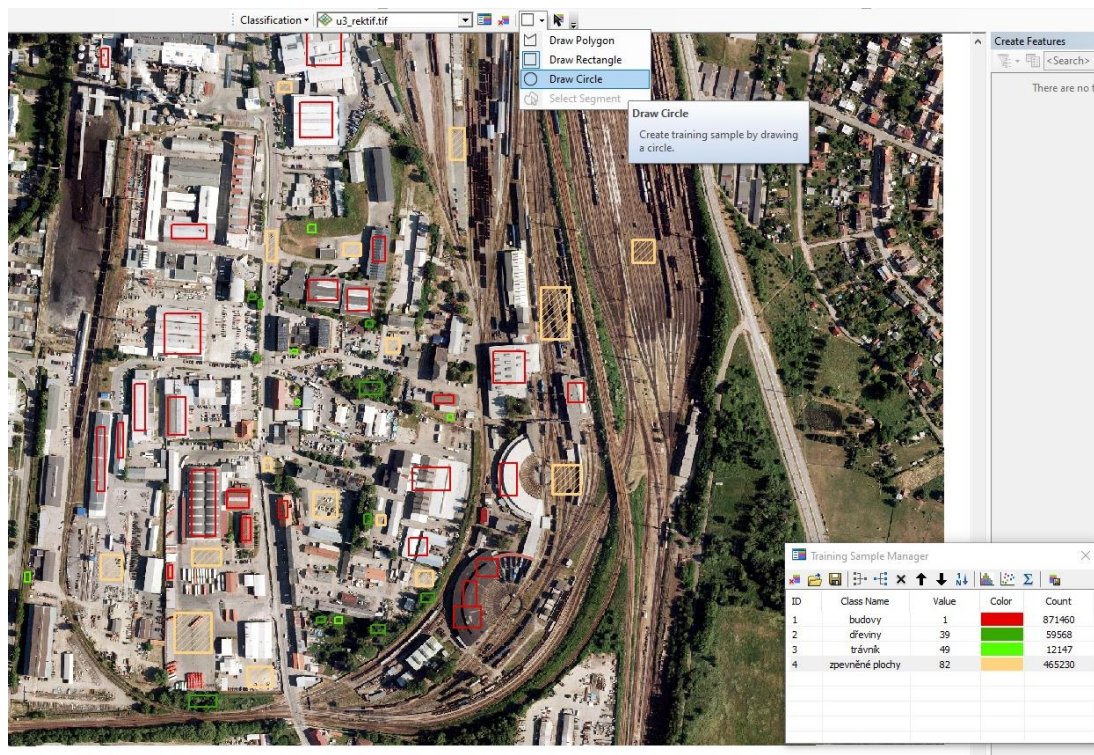 Classification
u3_rektif.tif
Draw Polygon
Draw Rectangle
Draw Circle
Select Segment
Draw Circle
Create training sample by drawing
a circle.
Create Features
<Search>
There are no t
Training Sample Manager
ID Class Name Value Color Count
1 budovy 1 871460
2 dřeviny 39 59568
3 trávník 49 12147
4 zpevněné plochy 82 465230